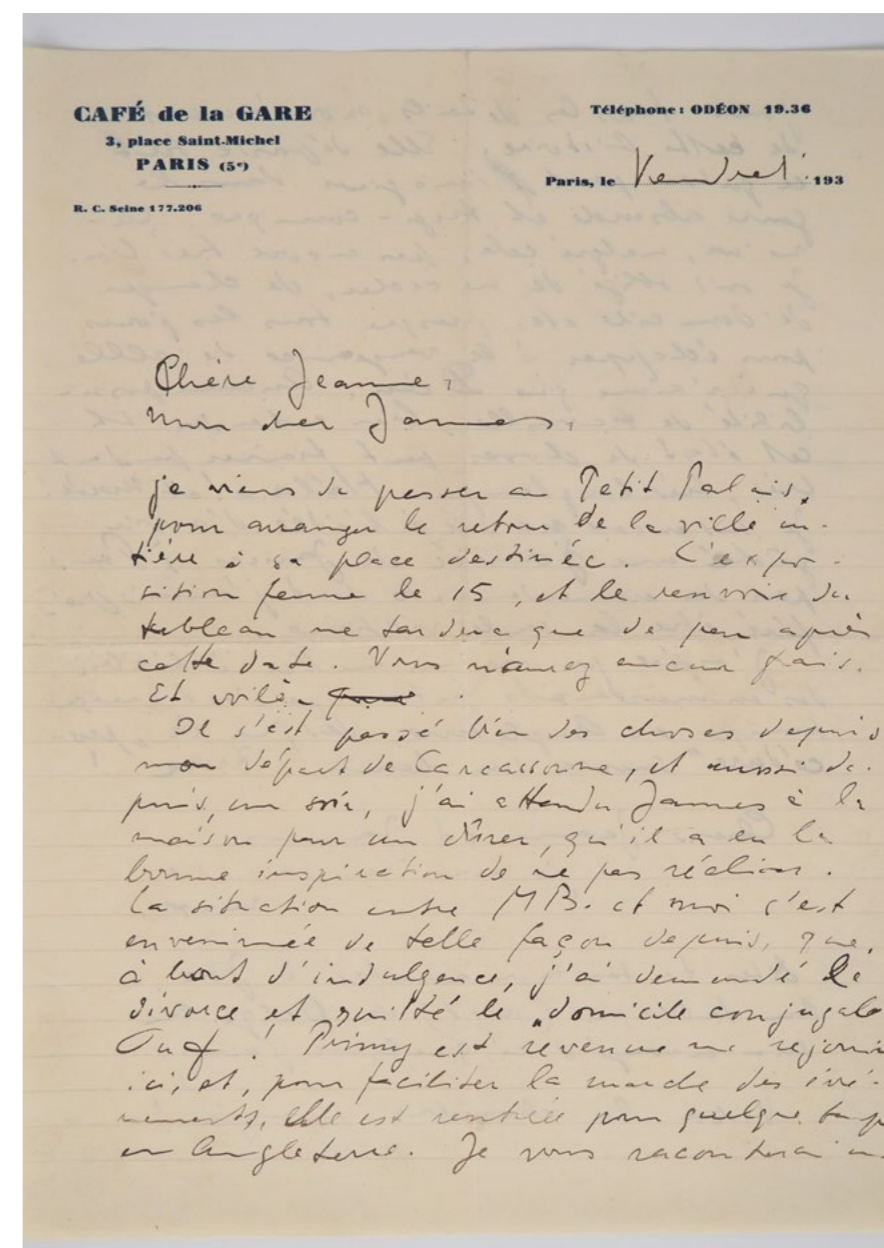 CAFÉ de la GARE
3, place Saint-Michel
PARIS (5e)
R. C. Seine 177.206
Téléphone : ODÉON 19.36
Paris, le Vendredi 193
Chère Jeanne,
Mon cher James,
je viens de passer au Petit Palais,
pour arranger le retour de la ville en-
tière à sa place destinée. L'expo-
sition ferme le 15, et le renvoi du
tableau ne tardera que de peu après
cette date. Vous n'aurez aucun frais.
Et voilà
Il s'est passé bien des choses depuis
mon départ de Carcassonne, et aussi de-
puis, un soir, j'ai attendu James à la
maison pour un dîner, qu'il a eu la
bonne inspiration de ne pas réaliser.
La situation entre MB. et moi s'est
envenimée de telle façon depuis, que,
à bout d'indulgence, j'ai demandé le
divorce et quitté le „domicile conjugal"
Ouf ! Primmy est revenue me rejoindre
ici, et, pour faciliter la marche des évé-
nements, elle est rentrée pour quelque temps
en Angleterre. Je vous raconterai